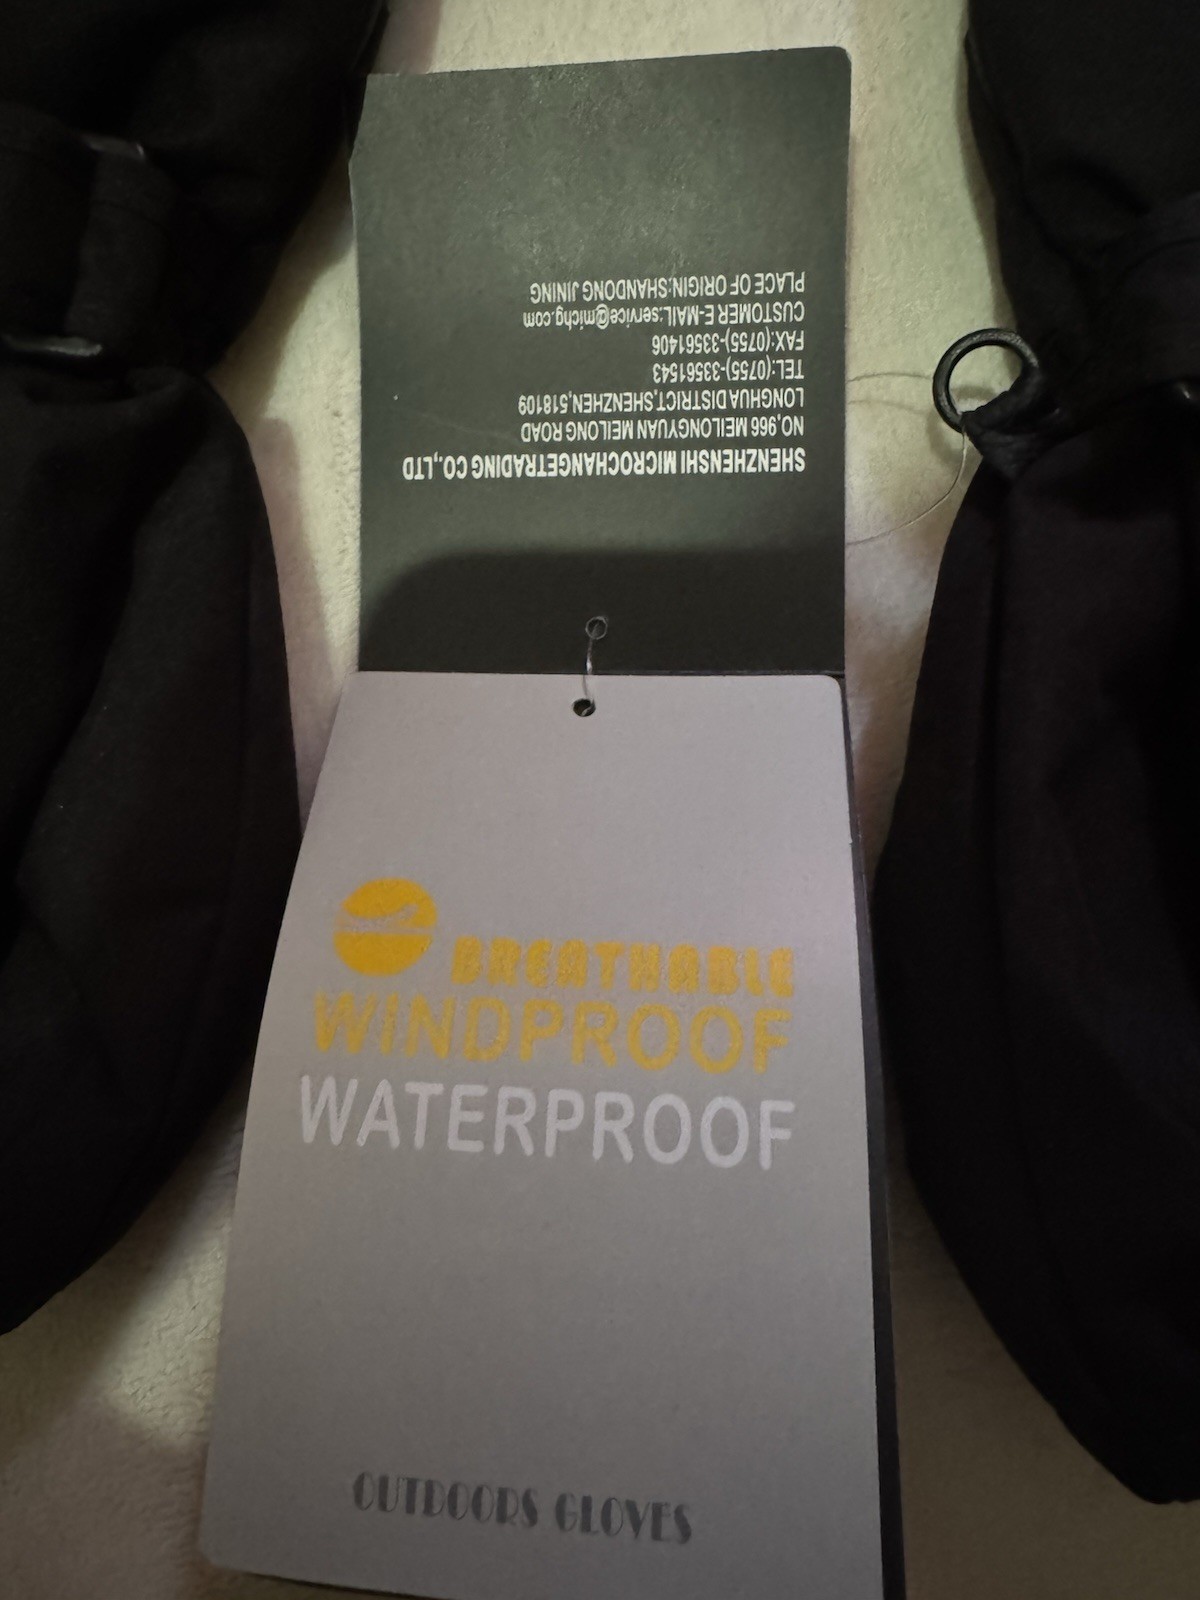 SHENZHENSHI MICROCHANGETRADING CO.,LTD
NO,966 MEILONGYUAN MEILONG ROAD
LONGHUA DISTRICT,SHENZHEN,518109
TEL:(0755)-33561543
FAX:(0755)-33561406
CUSTOMER E-MAIL:service@michg.com
PLACE OF ORIGIN:SHANDONG JINING
BREATHABLE
WINDPROOF
WATERPROOF
OUTDOORS GLOVES